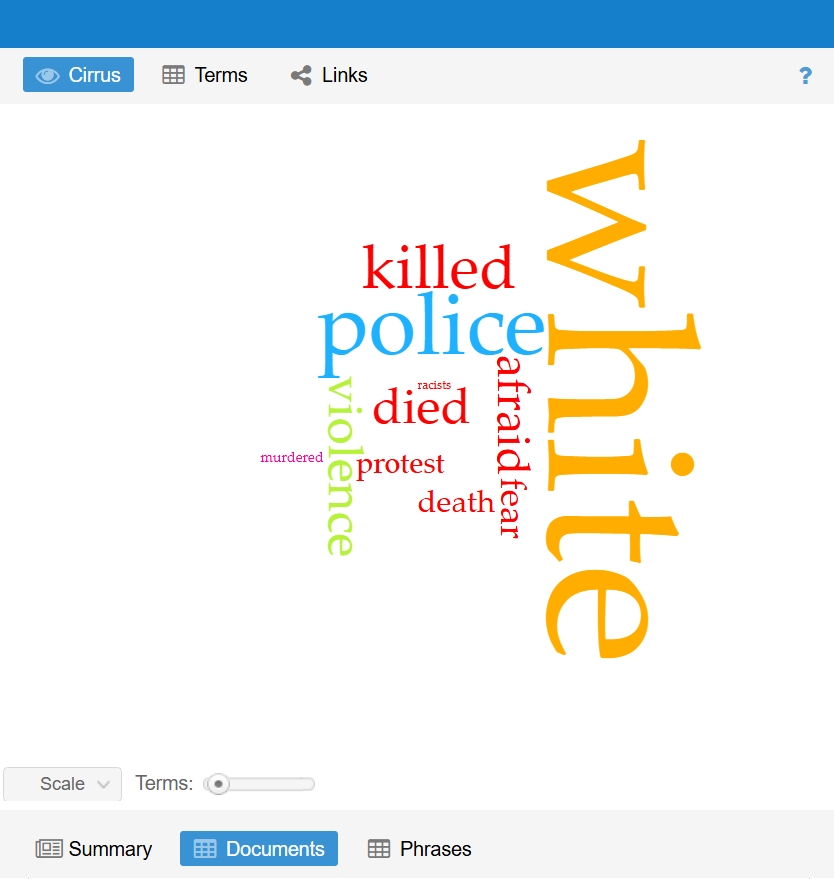 Cirrus Terms Links ?
white
killed
police
afraid
racists
died
violence
murdered
protest
fear
death
Scale Terms:
Summary Documents Phrases